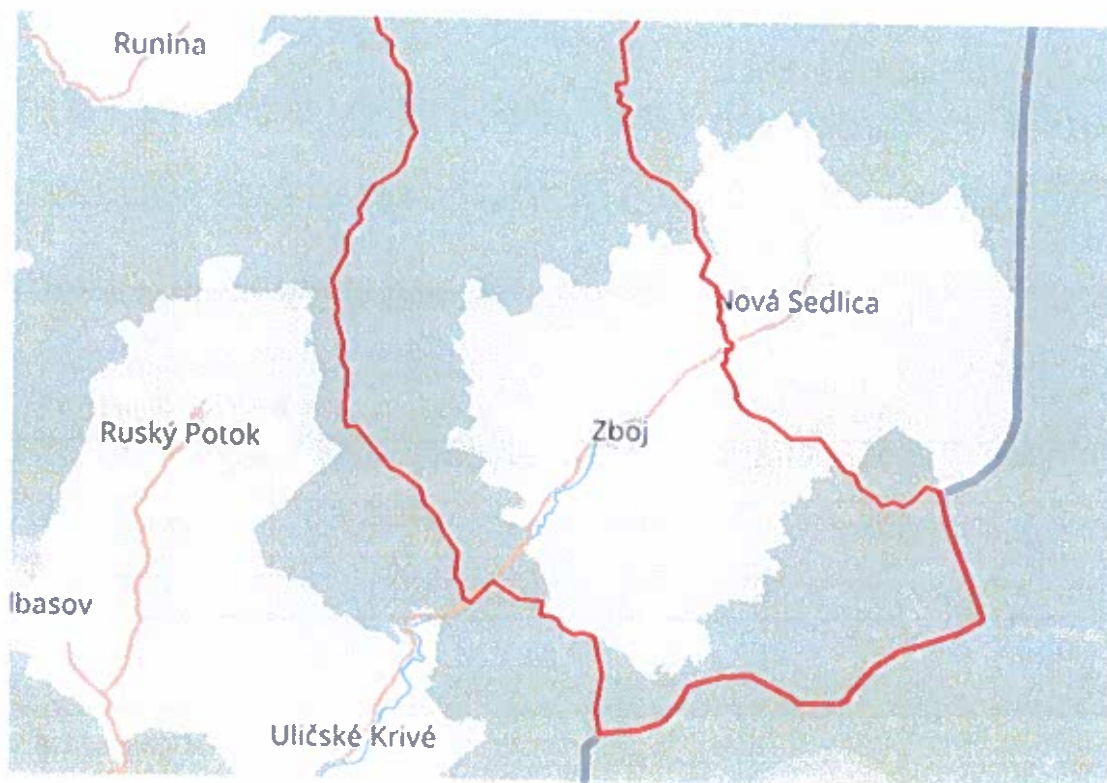 Runina
Nová Sedlica
Zboj
Ruský Potok
lbasov
Uličské Krivé